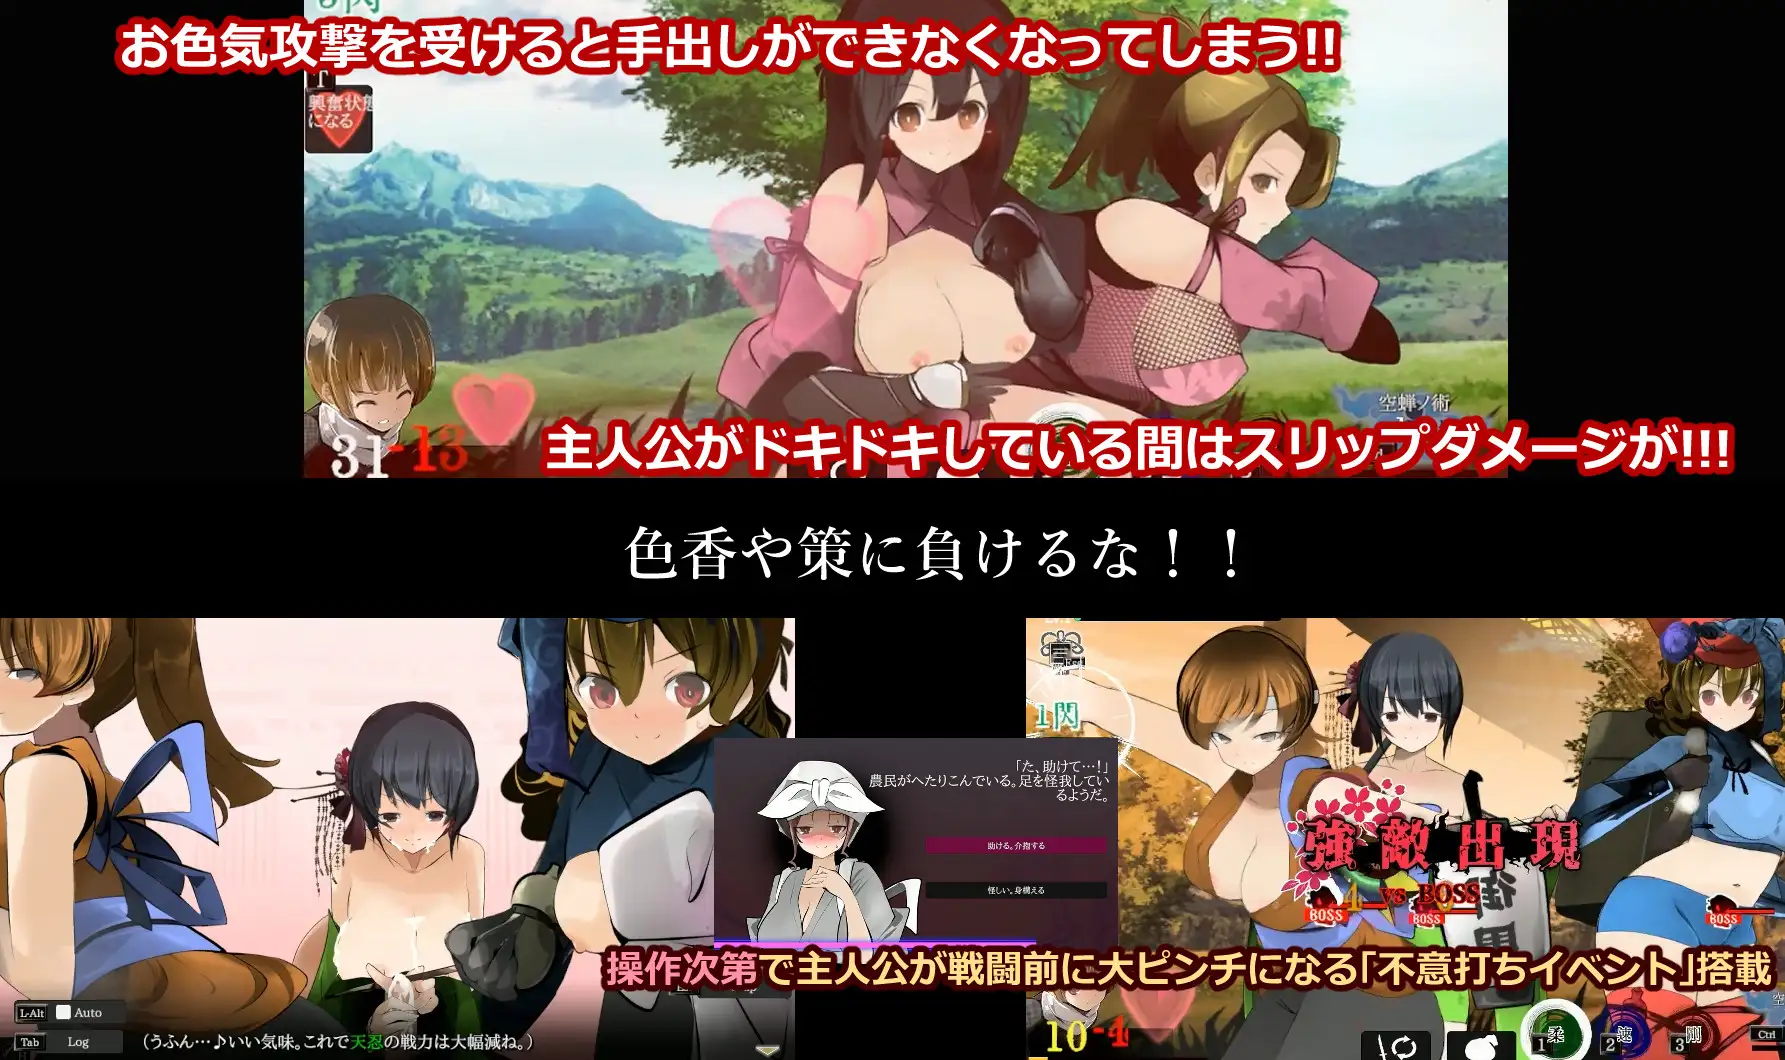 お色気攻撃を受けると手出しができなくなってしまう!!
興奮状態
になる
空蝉ノ術
31-13
主人公がドキドキしている間はスリップダメージが!!!
色香や策に負けるな！！
1閃
「た、助けて…!」
農民がへたりこんでいる。足を怪我してい
るようだ。
助ける。介抱する
怪しい。身構える
強敵出現
4 vs BOSS
BOSS
BOSS
BOSS
操作次第で主人公が戦闘前に大ピンチになる「不意打ちイベント」搭載
L-Alt Auto
Tab Log
（うふん…♪いい気味。これで天忍の戦力は大幅減ね。）
10-4
1 柔
2 速
3 剛
Ctrl